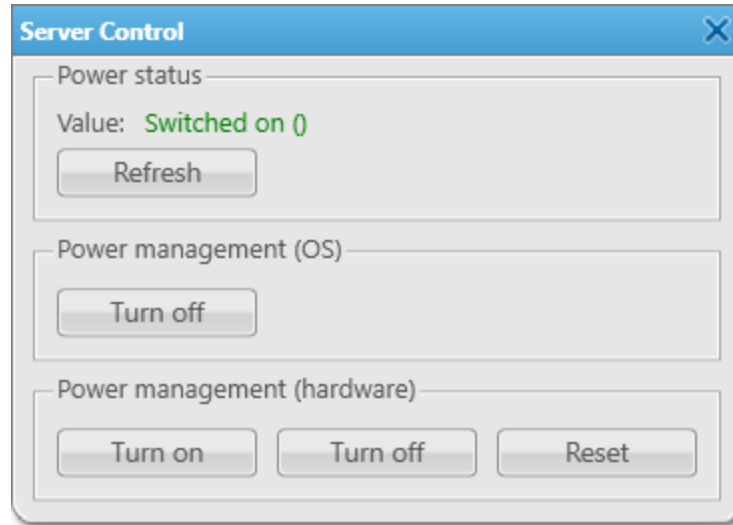 Server Control
Power status
Value: Switched on ()
Refresh
Power management (OS)
Turn off
Power management (hardware)
Turn on Turn off Reset